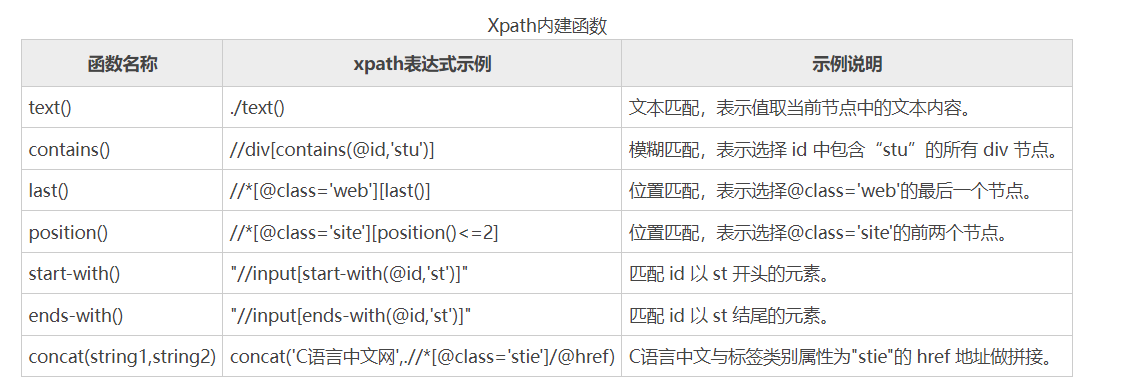 Xpath内建函数
函数名称 xpath表达式示例 示例说明
text() ./text() 文本匹配，表示值取当前节点中的文本内容。
contains() //div[contains(@id,'stu')] 模糊匹配，表示选择 id 中包含“stu”的所有 div 节点。
last() //*[@class='web'][last()] 位置匹配，表示选择@class='web'的最后一个节点。
position() //*[@class='site'][position()<=2] 位置匹配，表示选择@class='site'的前两个节点。
start-with() "//input[start-with(@id,'st')]" 匹配 id 以 st 开头的元素。
ends-with() "//input[ends-with(@id,'st')]" 匹配 id 以 st 结尾的元素。
concat(string1,string2) concat('C语言中文网',.//*[@class='stie']/@href) C语言中文与标签类别属性为"stie"的 href 地址做拼接。